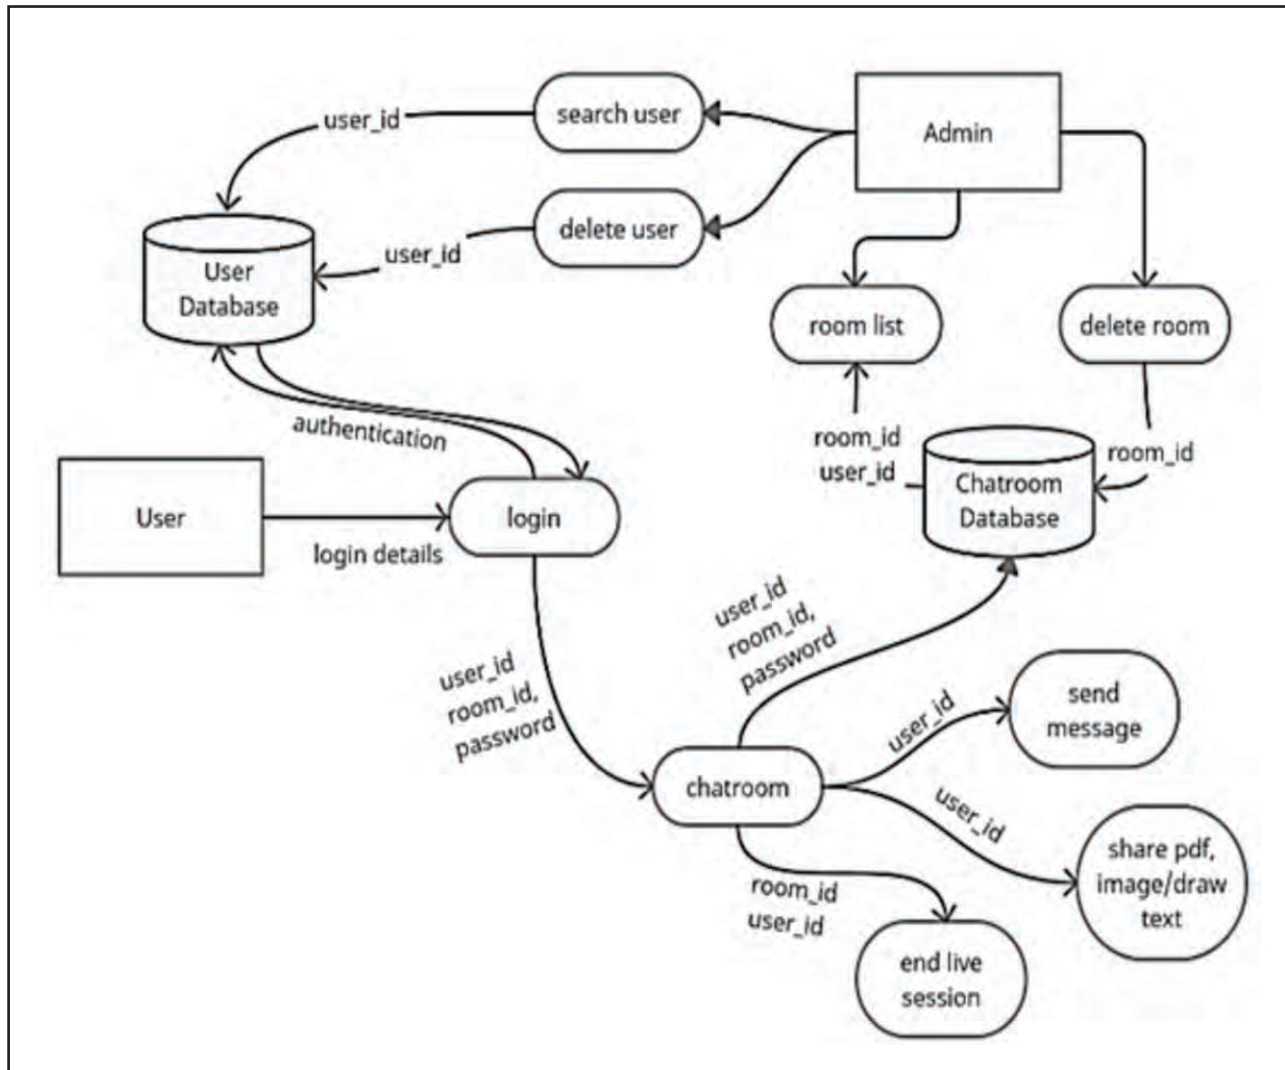 search user
Admin
user_id
delete user
user_id
User
Database
room list
delete room
authentication
room_id
user_id
room_id
Chatroom
Database
User
login
login details
user_id
room_id,
password
user_id
room_id,
password
send
message
user_id
chatroom
user_id
share pdf,
image/draw
text
room_id
user_id
end live
session